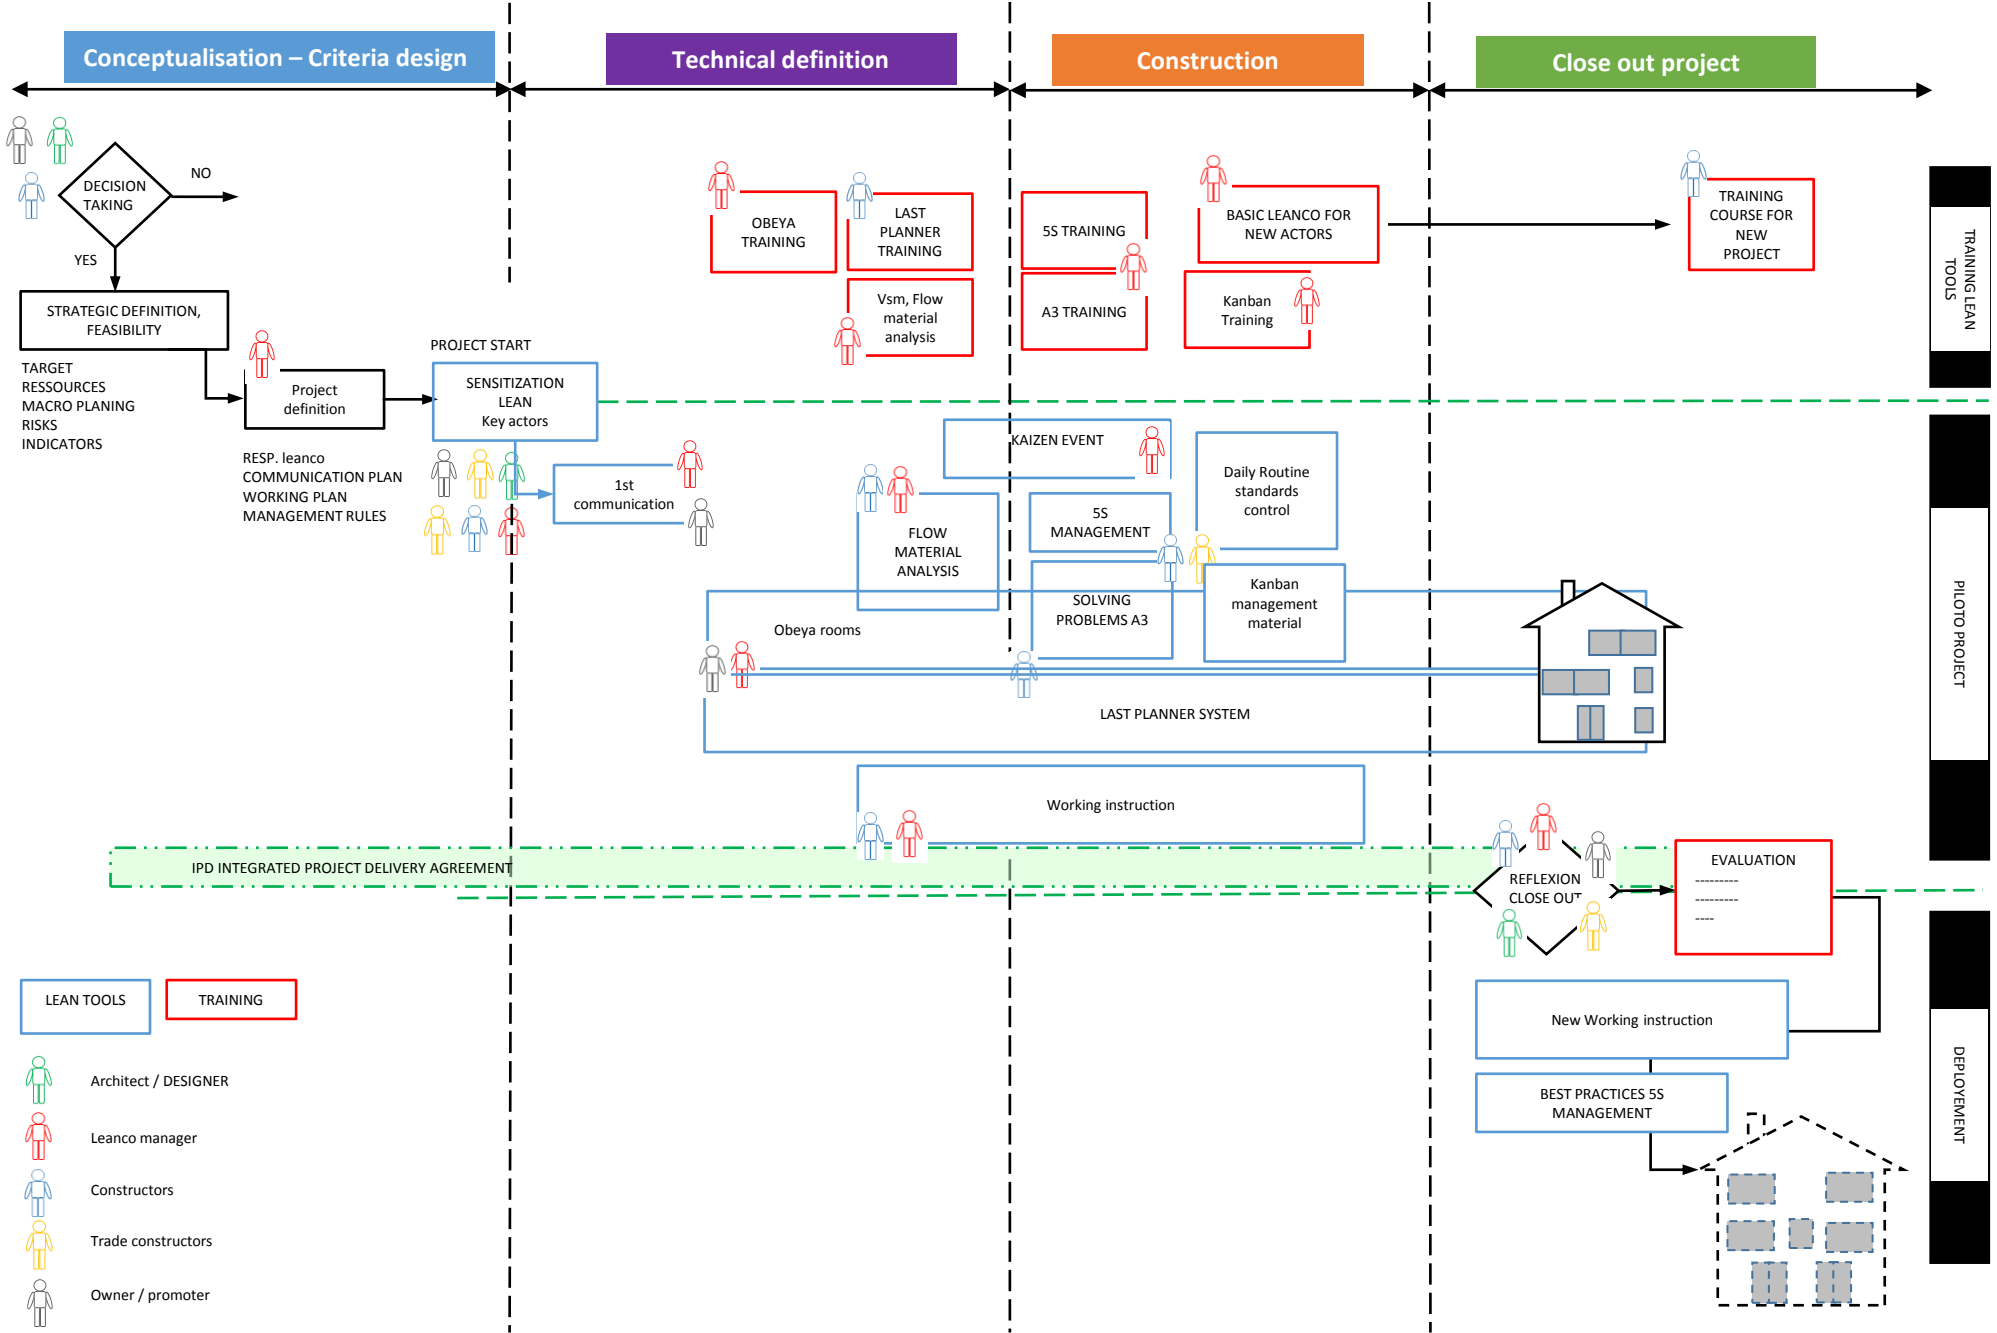 Conceptualisation – Criteria design
Technical definition
Construction
Close out project
DECISION
TAKING
NO
YES
STRATEGIC DEFINITION,
FEASIBILITY
TARGET
RESSOURCES
MACRO PLANING
RISKS
INDICATORS
Project
definition
RESP. leanco
COMMUNICATION PLAN
WORKING PLAN
MANAGEMENT RULES
PROJECT START
SENSITIZATION
LEAN
Key actors
1st
communication
OBEYA
TRAINING
LAST
PLANNER
TRAINING
Vsm, Flow
material
analysis
5S TRAINING
A3 TRAINING
BASIC LEANCO FOR
NEW ACTORS
Kanban
Training
TRAINING
COURSE FOR
NEW
PROJECT
TRAINING LEAN
TOOLS
KAIZEN EVENT
Daily Routine
standards
control
5S
MANAGEMENT
FLOW
MATERIAL
ANALYSIS
SOLVING
PROBLEMS A3
Kanban
management
material
Obeya rooms
LAST PLANNER SYSTEM
Working instruction
PILOTO PROJECT
IPD INTEGRATED PROJECT DELIVERY AGREEMENT
REFLEXION
CLOSE OUT
EVALUATION
---------
---------
----
New Working instruction
BEST PRACTICES 5S
MANAGEMENT
DEPLOYEMENT
LEAN TOOLS
TRAINING
Architect / DESIGNER
Leanco manager
Constructors
Trade constructors
Owner / promoter